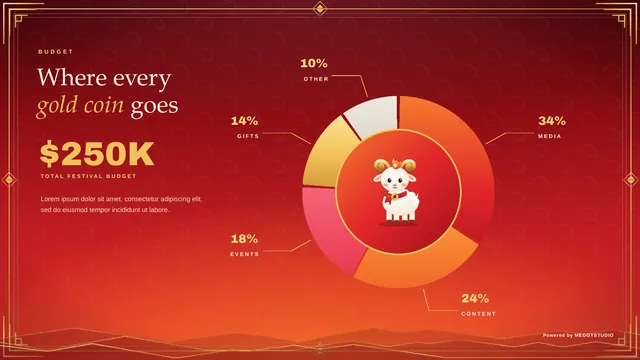 BUDGET
Where every
gold coin goes
$250K
TOTAL FESTIVAL BUDGET
Lorem ipsum dolor sit amet, consectetur adipiscing elit,
sed do eiusmod tempor incididunt ut labore.
10%
OTHER
14%
GIFTS
34%
MEDIA
18%
EVENTS
24%
CONTENT
Powered by MEGGYSTUDIO